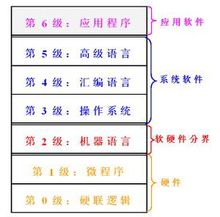 第 6 级：应用程序
应用软件
第 5 级：高级语言
第 4 级：汇编语言
系统软件
第 3 级：操作系统
第 2 级：机器语言
软硬件分界
第 1 级：微程序
硬件
第 0 级：硬联逻辑